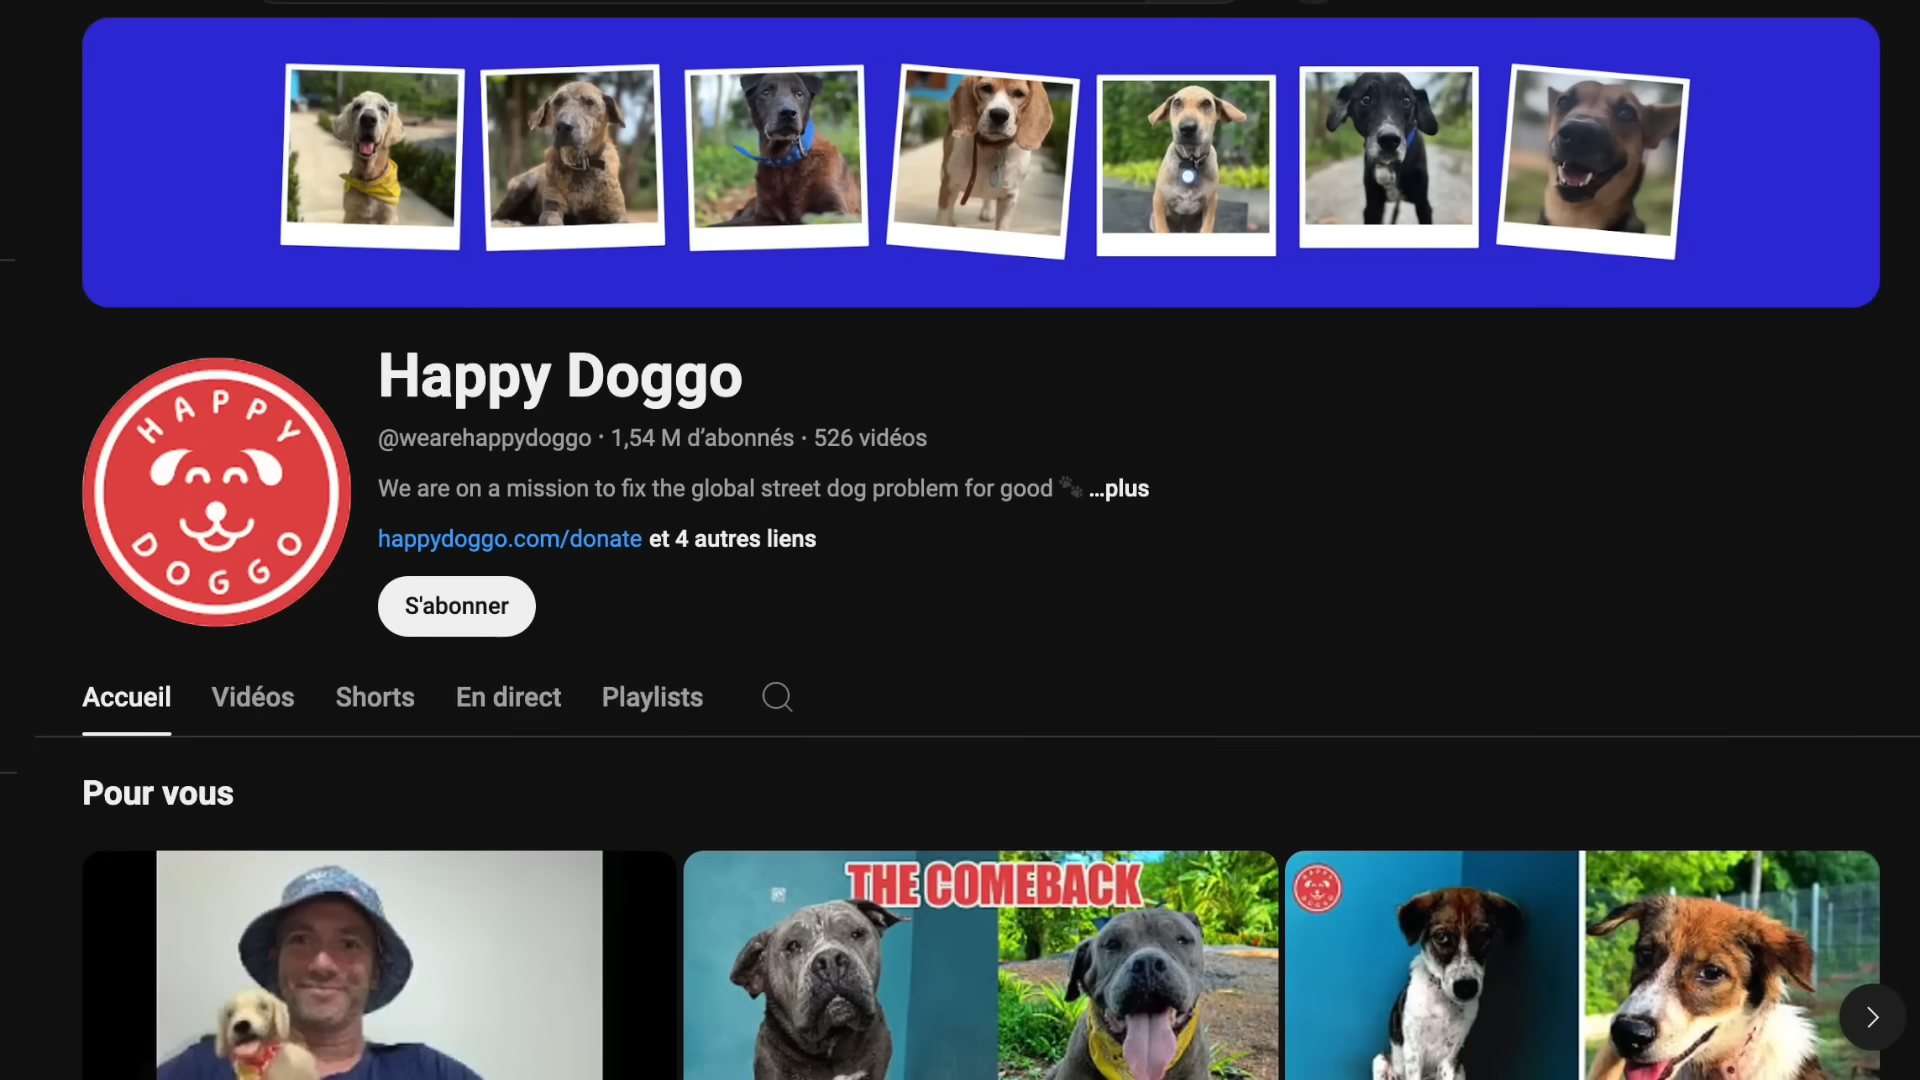 HAPPY
DOGGO
Happy Doggo
@wearehappydoggo · 1,54 M d’abonnés · 526 vidéos
We are on a mission to fix the global street dog problem for good 🐾 ...plus
happydoggo.com/donate et 4 autres liens
S'abonner
Accueil Vidéos Shorts En direct Playlists
Pour vous
THE COMEBACK
HAPPY
DOGGO